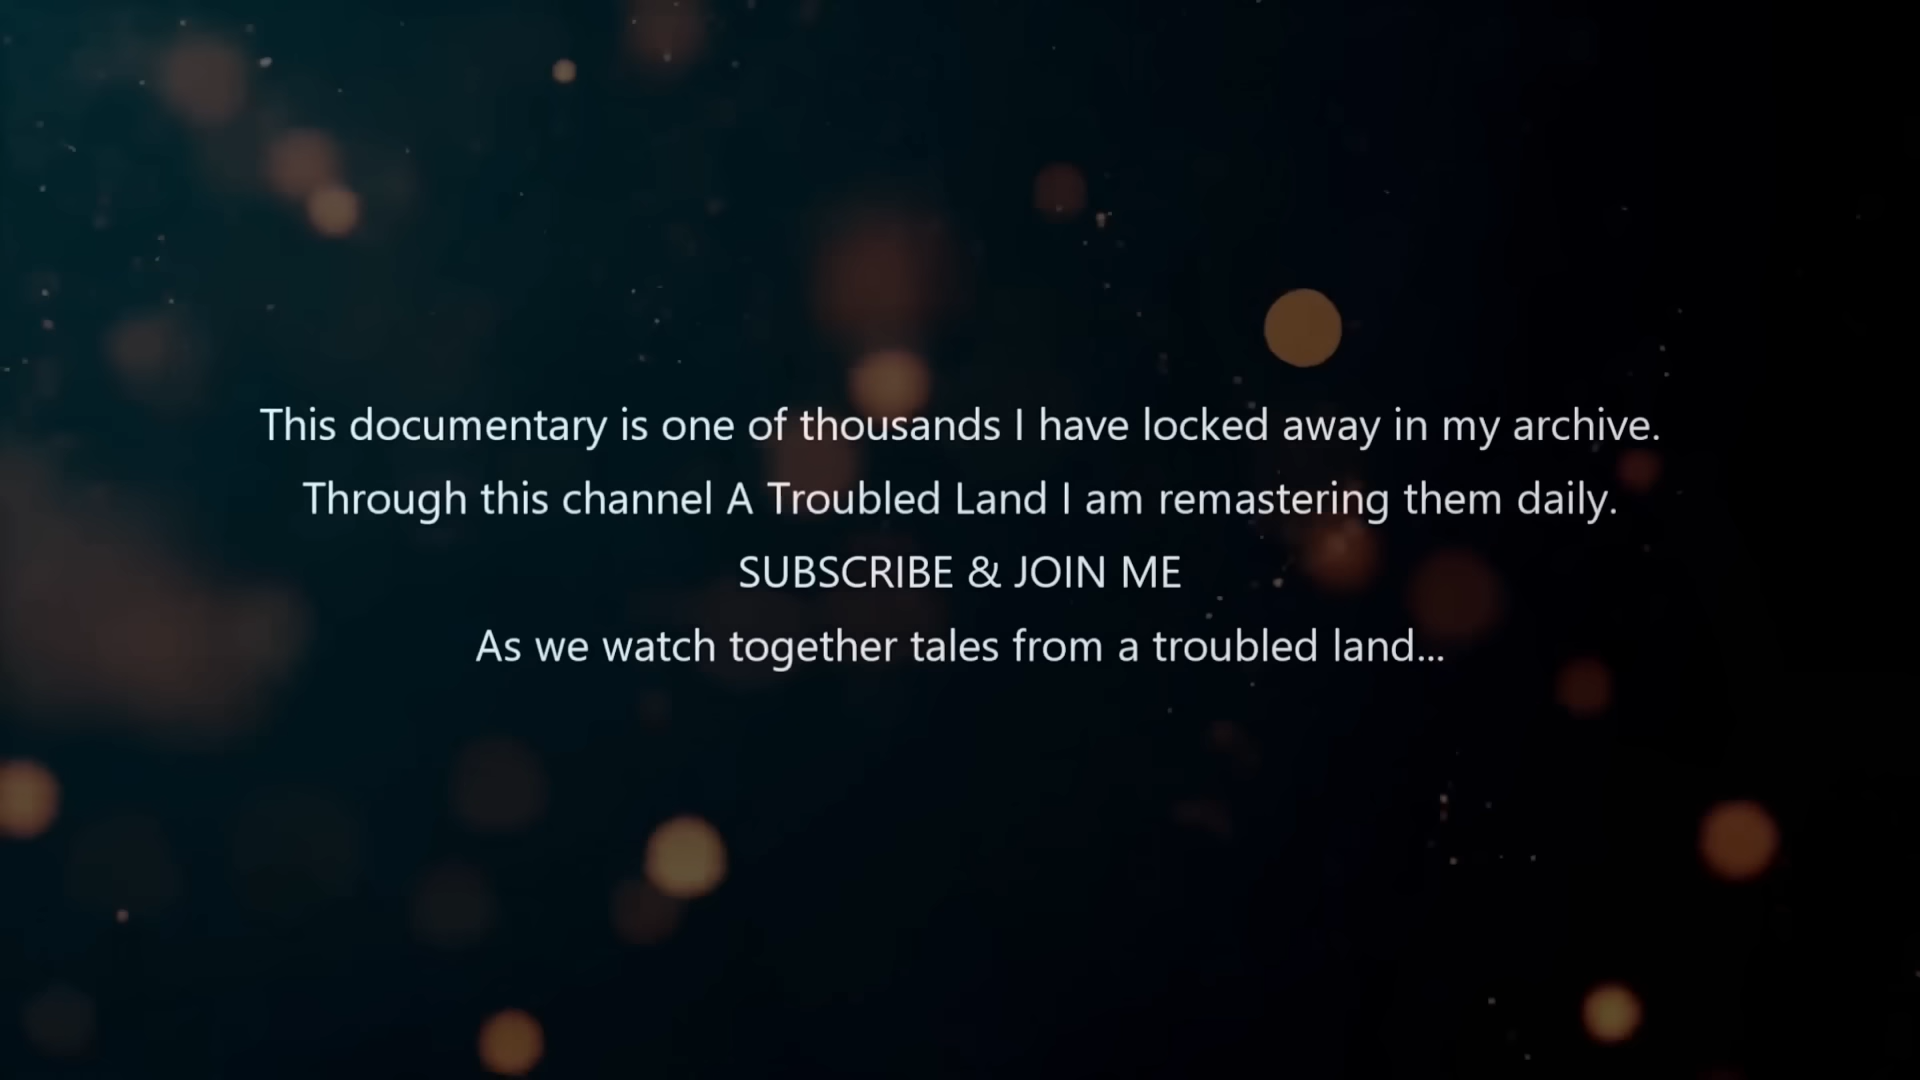 This documentary is one of thousands I have locked away in my archive.
Through this channel A Troubled Land I am remastering them daily.
SUBSCRIBE & JOIN ME
As we watch together tales from a troubled land...